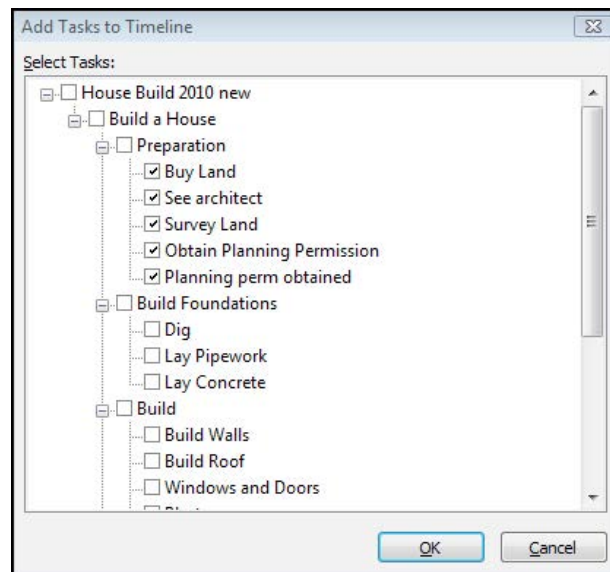 Add Tasks to Timeline
Select Tasks:
House Build 2010 new
Build a House
Preparation
Buy Land
See architect
Survey Land
Obtain Planning Permission
Planning perm obtained
Build Foundations
Dig
Lay Pipework
Lay Concrete
Build
Build Walls
Build Roof
Windows and Doors
OK
Cancel